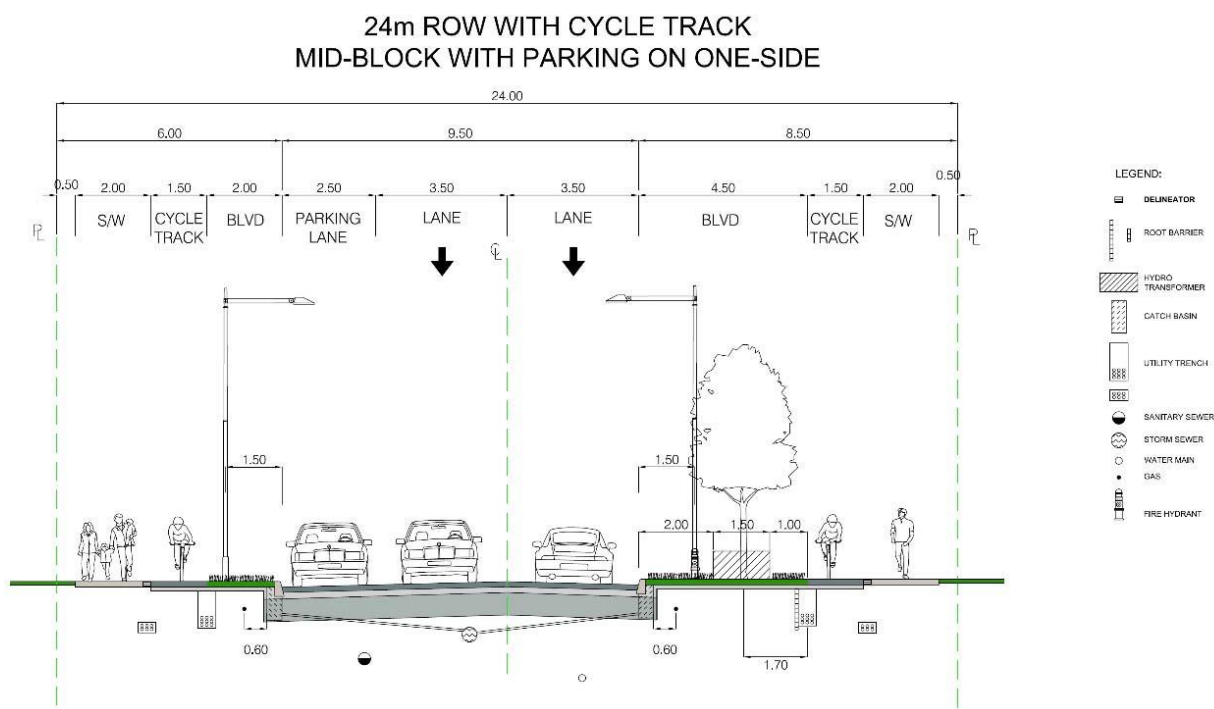 24m ROW WITH CYCLE TRACK
MID-BLOCK WITH PARKING ON ONE-SIDE
24.00
6.00 9.50 8.50
0.50 2.00 1.50 2.00 2.50 3.50 3.50 4.50 1.50 2.00 0.50
S/W CYCLE TRACK BLVD PARKING LANE LANE LANE BLVD CYCLE TRACK S/W
PL CL PL
1.50 1.50
2.00 1.50 1.00
0.60 0.60
1.70
LEGEND:
DELINEATOR
ROOT BARRIER
HYDRO
TRANSFORMER
CATCH BASIN
UTILITY TRENCH
SANITARY SEWER
STORM SEWER
WATER MAIN
GAS
FIRE HYDRANT